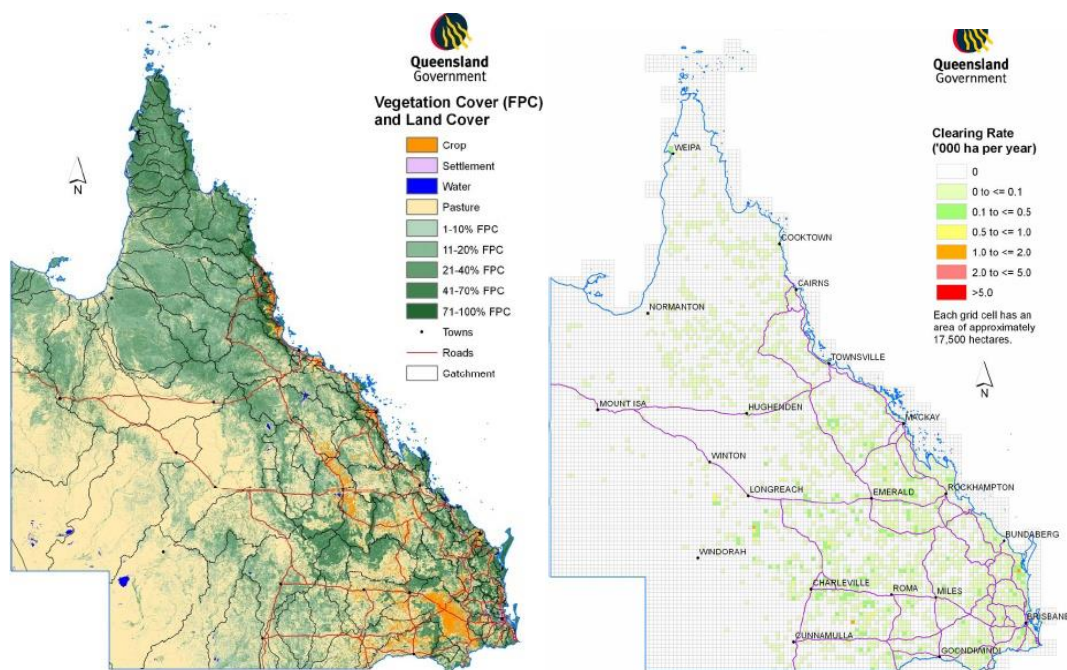 Queensland
Government
Vegetation Cover (FPC)
and Land Cover
Crop
Settlement
Water
Pasture
1-10% FPC
11-20% FPC
21-40% FPC
41-70% FPC
71-100% FPC
Towns
Roads
Catchment
N
Queensland
Government
Clearing Rate
('000 ha per year)
0
0 to <= 0.1
0.1 to <= 0.5
0.5 to <= 1.0
1.0 to <= 2.0
2.0 to <= 5.0
>5.0
Each grid cell has an
area of approximately
17,500 hectares.
N
WEIPA
COOKTOWN
CAIRNS
NORMANTON
TOWNSVILLE
MOUNT ISA
HUGHENDEN
MACKAY
WINTON
LONGREACH
EMERALD
ROCKHAMPTON
BUNDABERG
WINDORAH
CHARLEVILLE
ROMA
MILES
BRISBANE
CUNNAMULLA
GOONDIWINDI